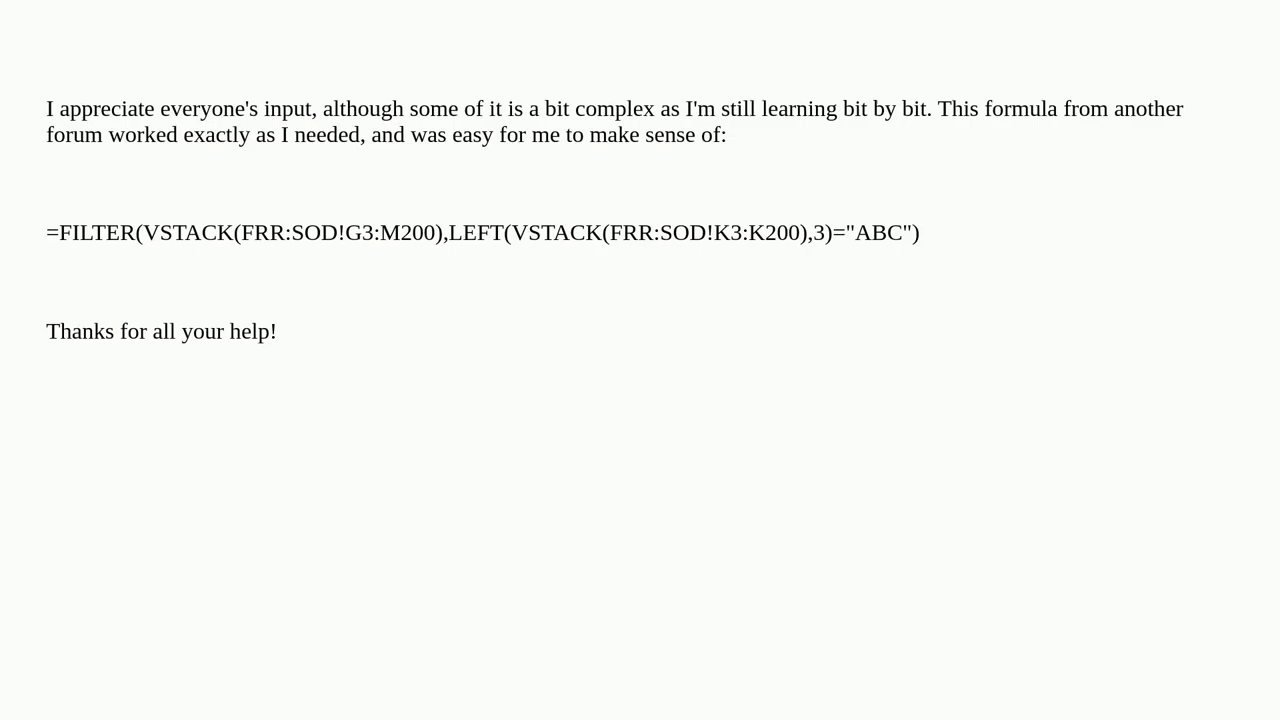 I appreciate everyone's input, although some of it is a bit complex as I'm still learning bit by bit. This formula from another
forum worked exactly as I needed, and was easy for me to make sense of:
=FILTER(VSTACK(FRR:SOD!G3:M200),LEFT(VSTACK(FRR:SOD!K3:K200),3)="ABC")
Thanks for all your help!